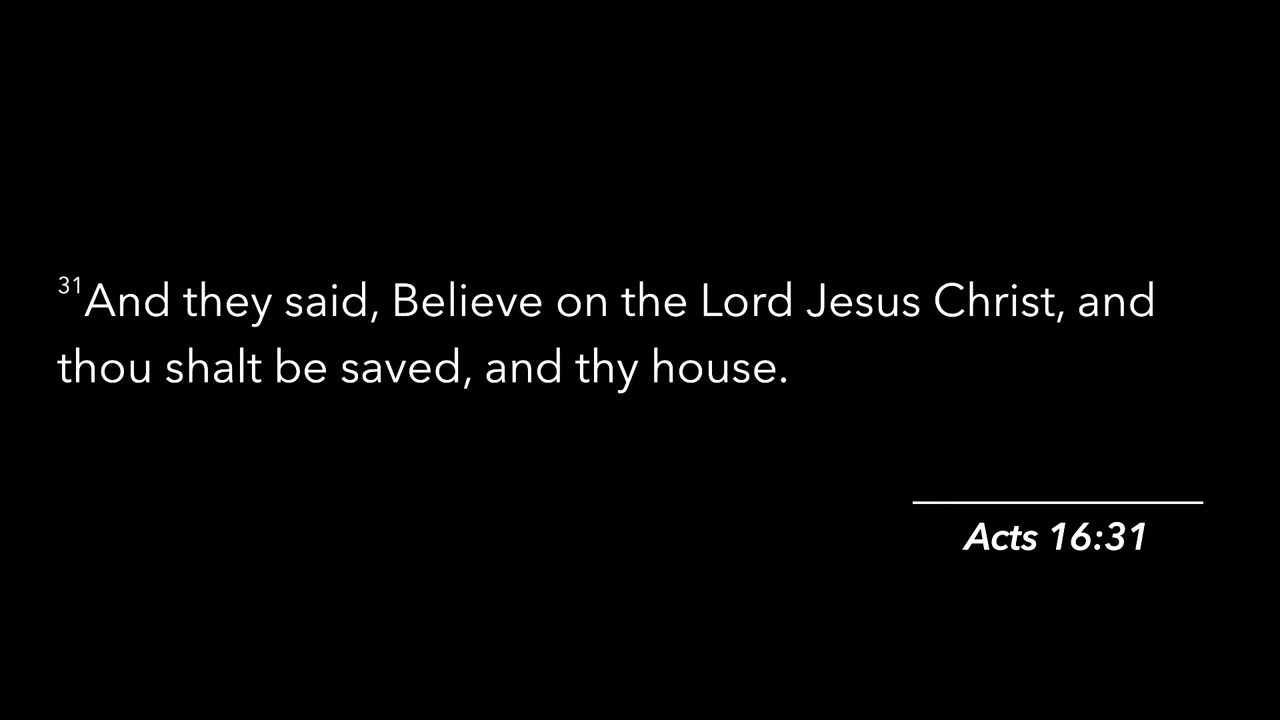 31And they said, Believe on the Lord Jesus Christ, and
thou shalt be saved, and thy house.
Acts 16:31